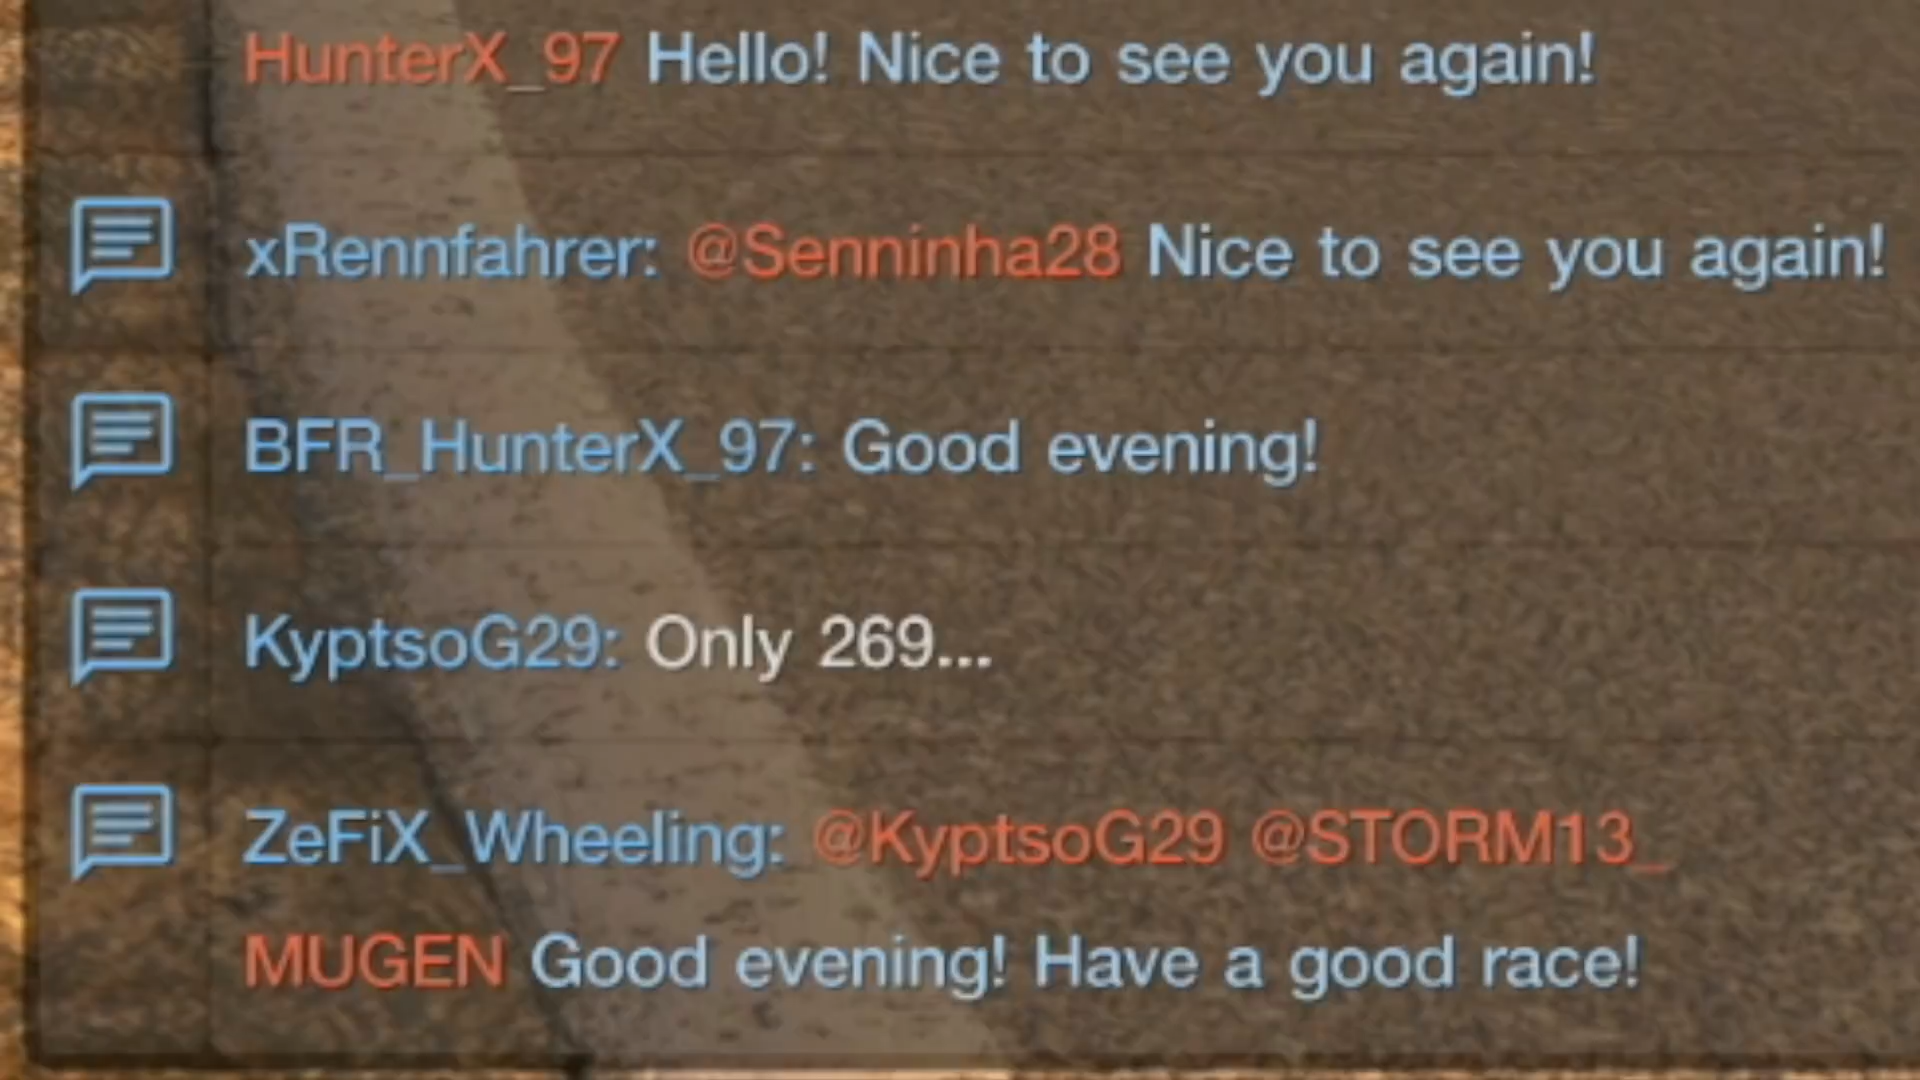 HunterX_97 Hello! Nice to see you again!
xRennfahrer: @Senninha28 Nice to see you again!
BFR_HunterX_97: Good evening!
KyptsoG29: Only 269...
ZeFiX_Wheeling: @KyptsoG29 @STORM13_
MUGEN Good evening! Have a good race!